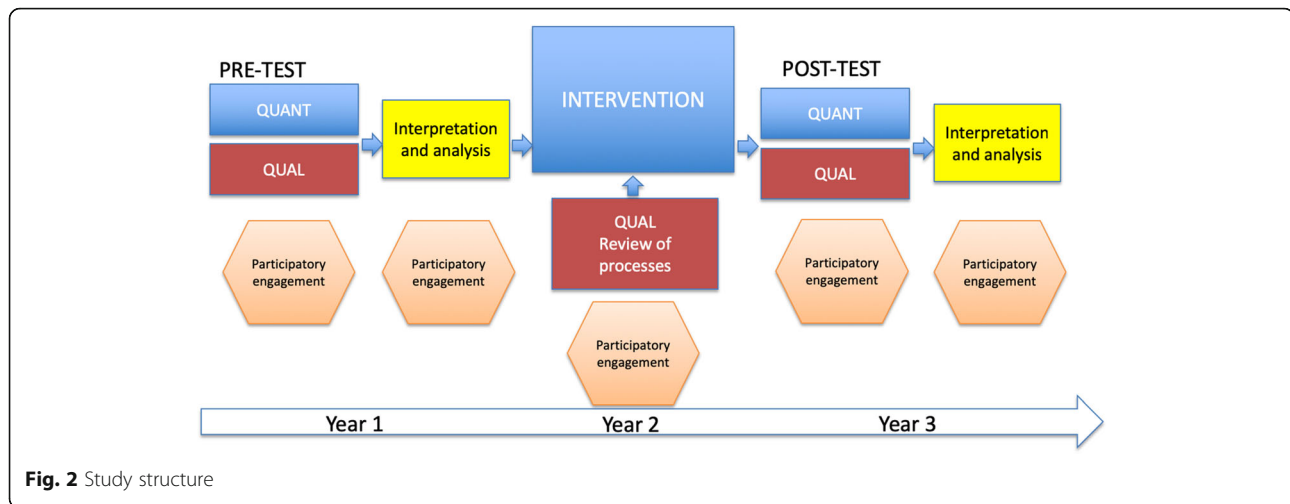 PRE-TEST
QUANT
QUAL
Interpretation
and analysis
INTERVENTION
QUAL
Review of
processes
POST-TEST
QUANT
QUAL
Interpretation
and analysis
Participatory
engagement
Participatory
engagement
Participatory
engagement
Participatory
engagement
Participatory
engagement
Year 1
Year 2
Year 3
Fig. 2 Study structure